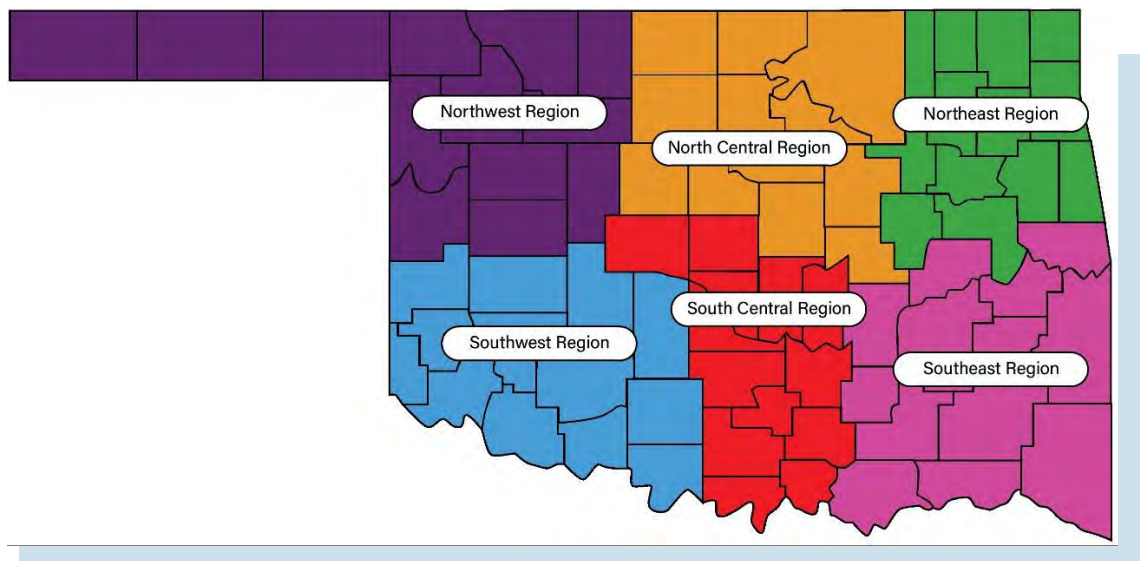 Northwest Region
Northeast Region
North Central Region
South Central Region
Southwest Region
Southeast Region